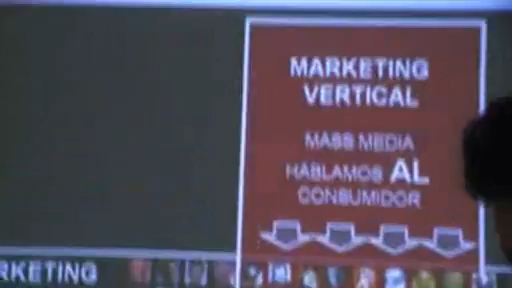 MARKETING
VERTICAL
MASS MEDIA
HABLAMOS AL
CONSUMIDOR
RKETING